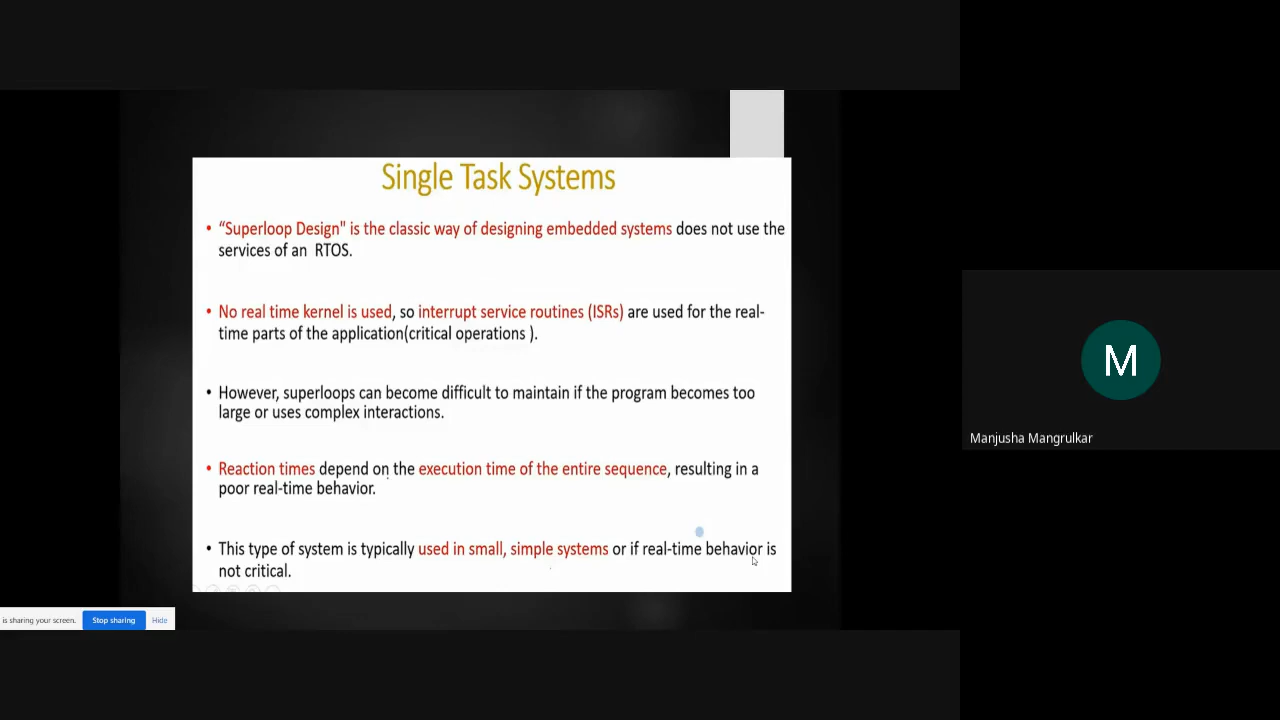 Single Task Systems
• “Superloop Design" is the classic way of designing embedded systems does not use the
services of an RTOS.
• No real time kernel is used, so interrupt service routines (ISRs) are used for the real-
time parts of the application(critical operations ).
• However, superloops can become difficult to maintain if the program becomes too
large or uses complex interactions.
• Reaction times depend on the execution time of the entire sequence, resulting in a
poor real-time behavior.
• This type of system is typically used in small, simple systems or if real-time behavior is
not critical.
is sharing your screen. Stop sharing Hide
M
Manjusha Mangrulkar